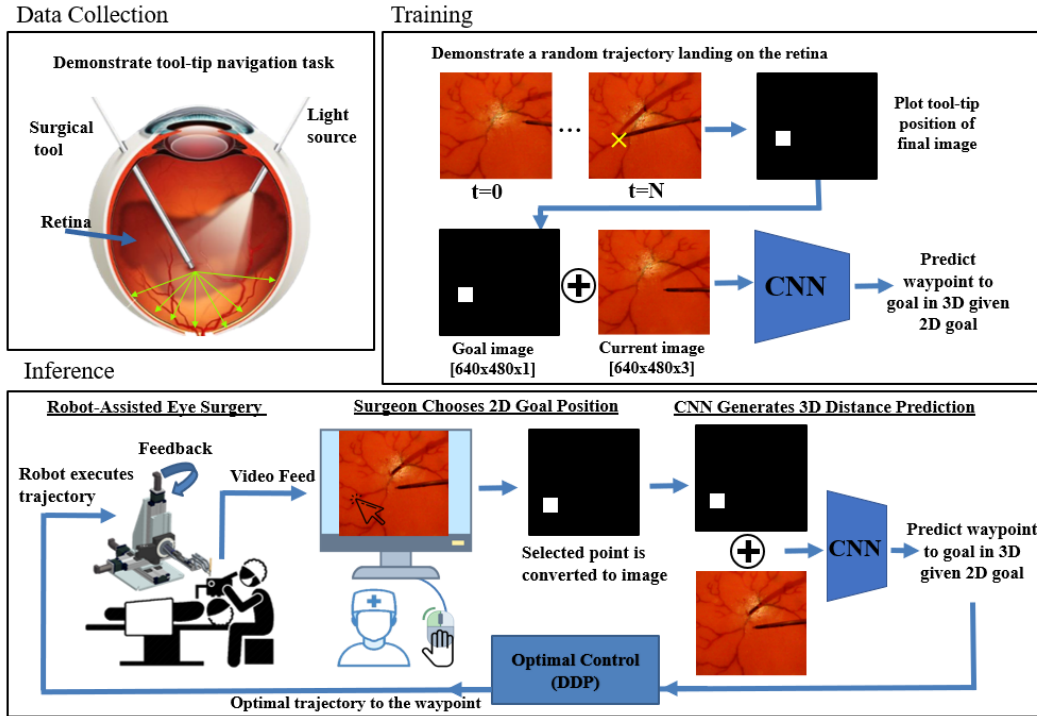 Data Collection
Demonstrate tool-tip navigation task
Surgical
tool
Light
source
Retina
Training
Demonstrate a random trajectory landing on the retina
...
t=0
t=N
Plot tool-tip
position of
final image
Goal image
[640x480x1]
Current image
[640x480x3]
CNN
Predict
waypoint to
goal in 3D given
2D goal
Inference
Robot-Assisted Eye Surgery
Feedback
Robot executes
trajectory
Video Feed
Surgeon Chooses 2D Goal Position
Selected point is
converted to image
CNN Generates 3D Distance Prediction
CNN
Predict waypoint
to goal in 3D
given 2D goal
Optimal Control
(DDP)
Optimal trajectory to the waypoint